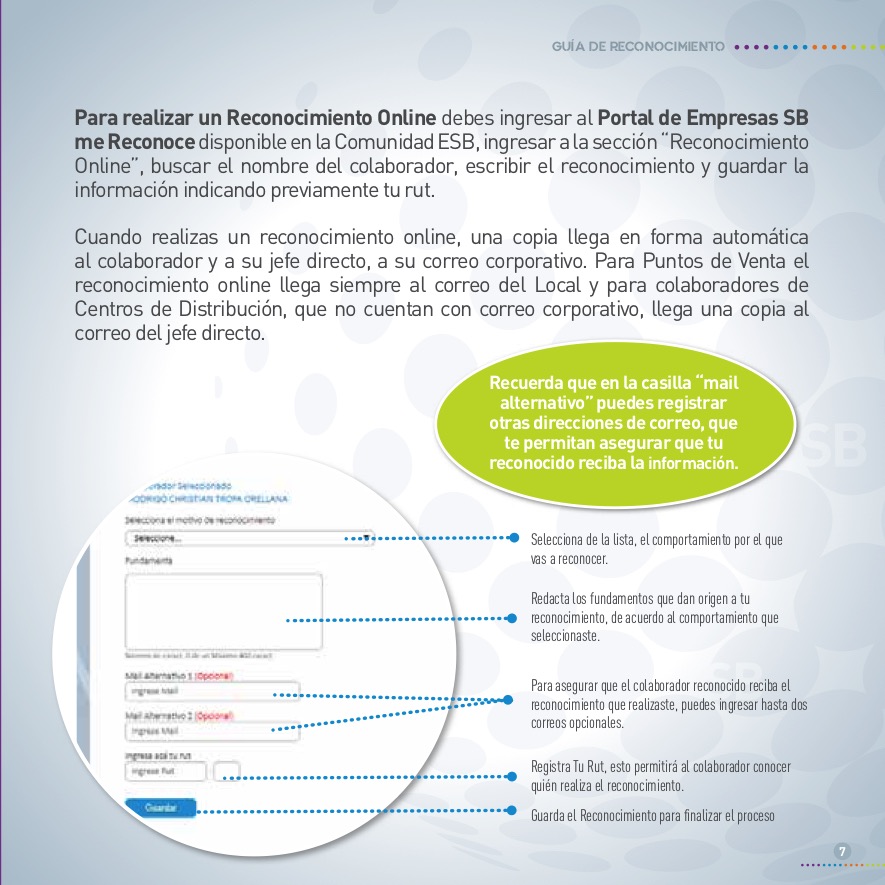 GUÍA DE RECONOCIMIENTO
Para realizar un Reconocimiento Online debes ingresar al Portal de Empresas SB
me Reconoce disponible en la Comunidad ESB, ingresar a la sección “Reconocimiento
Online”, buscar el nombre del colaborador, escribir el reconocimiento y guardar la
información indicando previamente tu rut.
Cuando realizas un reconocimiento online, una copia llega en forma automática
al colaborador y a su jefe directo, a su correo corporativo. Para Puntos de Venta el
reconocimiento online llega siempre al correo del Local y para colaboradores de
Centros de Distribución, que no cuentan con correo corporativo, llega una copia al
correo del jefe directo.
Recuerda que en la casilla “mail
alternativo” puedes registrar
otras direcciones de correo, que
te permitan asegurar que tu
reconocido reciba la información.
SB
orador Seleccionado
RODRIGO CHRISTIAN TROPA ORELLANA
Selecciona el motivo de reconocimiento
Seleccione...
Fundamenta
Mail Alternativo 1 (Opcional)
Ingrese Mail
Mail Alternativo 2 (Opcional)
Ingrese Mail
Ingresa acá tu rut
Ingrese Rut
Guardar
Selecciona de la lista, el comportamiento por el que
vas a reconocer.
Redacta los fundamentos que dan origen a tu
reconocimiento, de acuerdo al comportamiento que
seleccionaste.
SB
Para asegurar que el colaborador reconocido reciba el
reconocimiento que realizaste, puedes ingresar hasta dos
correos opcionales.
Registra Tu Rut, esto permitirá al colaborador conocer
quién realiza el reconocimiento.
Guarda el Reconocimiento para finalizar el proceso
7